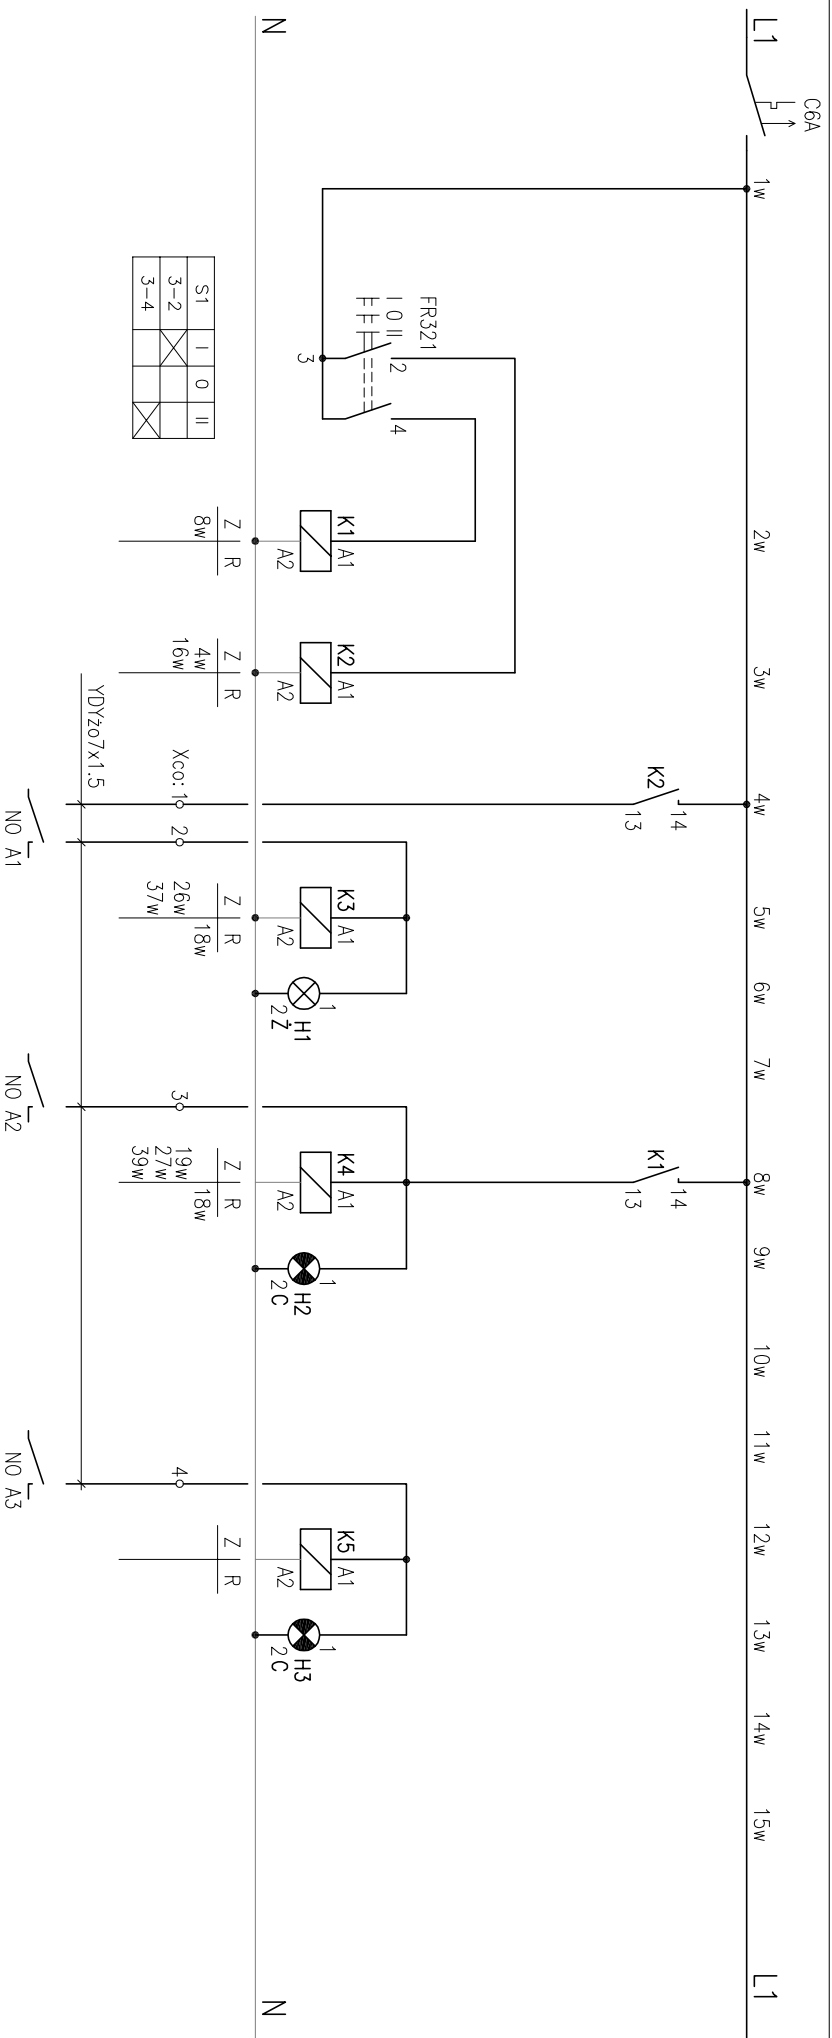 L1
C6A
1w
2w
3w
4w
5w
6w
7w
8w
9w
10w
11w
12w
13w
14w
15w
L1
K2
14
13
K1
14
13
FR321
I 0 II
2
4
3
K1
A1
A2
K2
A1
A2
K3
A1
A2
1
H1
2 Ż
K4
A1
A2
1
H2
2 C
K5
A1
A2
1
H3
2 C
N
N
S1 I 0 II
3-2
3-4
Z R
8w
Z R
4w
16w
Z R
18w
26w
37w
Z R
18w
19w
27w
39w
Z R
Xco: 1
2
3
4
YDYżo7x1.5
NO A1
NO A2
NO A3